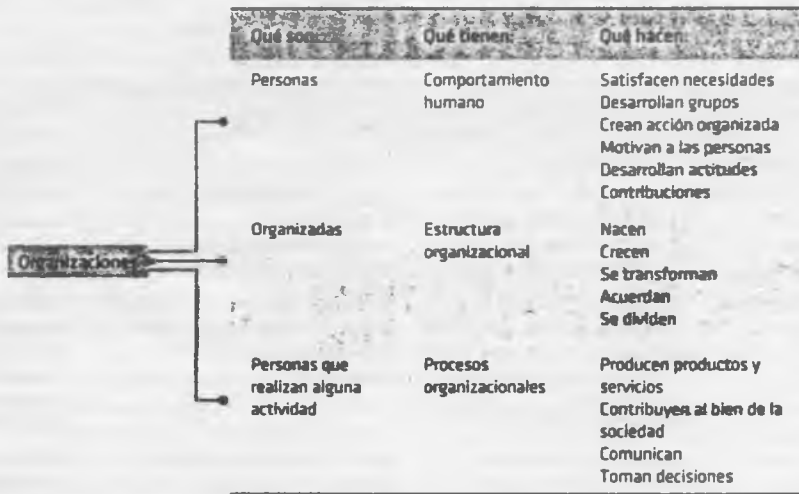 Qué son: Qué tienen: Qué hacen:
Personas
Comportamiento
humano
Satisfacen necesidades
Desarrollan grupos
Crean acción organizada
Motivan a las personas
Desarrollan actitudes
Contribuciones
Organizaciones
Organizadas
Estructura
organizacional
Nacen
Crecen
Se transforman
Acuerdan
Se dividen
Personas que
realizan alguna
actividad
Procesos
organizacionales
Producen productos y
servicios
Contribuyen al bien de la
sociedad
Comunican
Toman decisiones